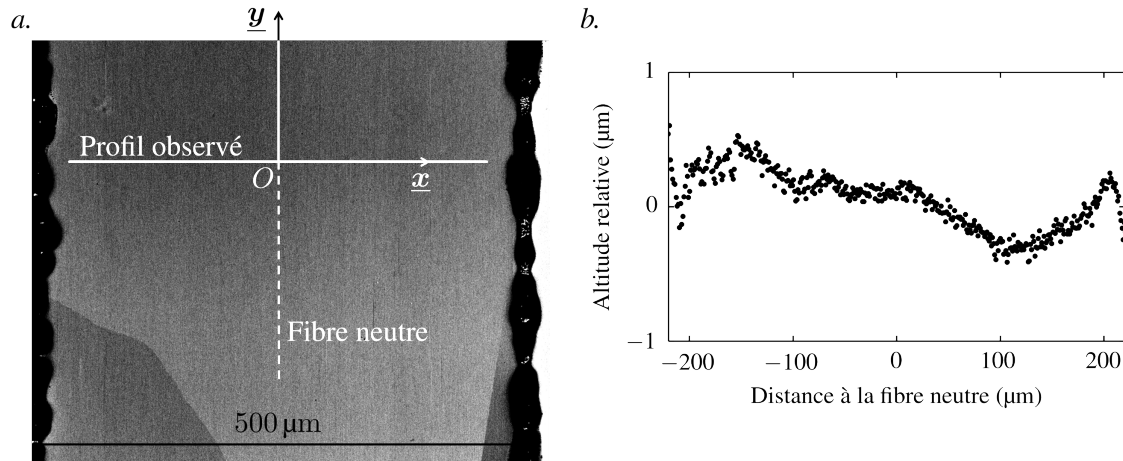 a.
y
Profil observé
O
x
Fibre neutre
500 µm
b.
1
0
−1
Altitude relative (µm)
−200
−100
0
100
200
Distance à la fibre neutre (µm)